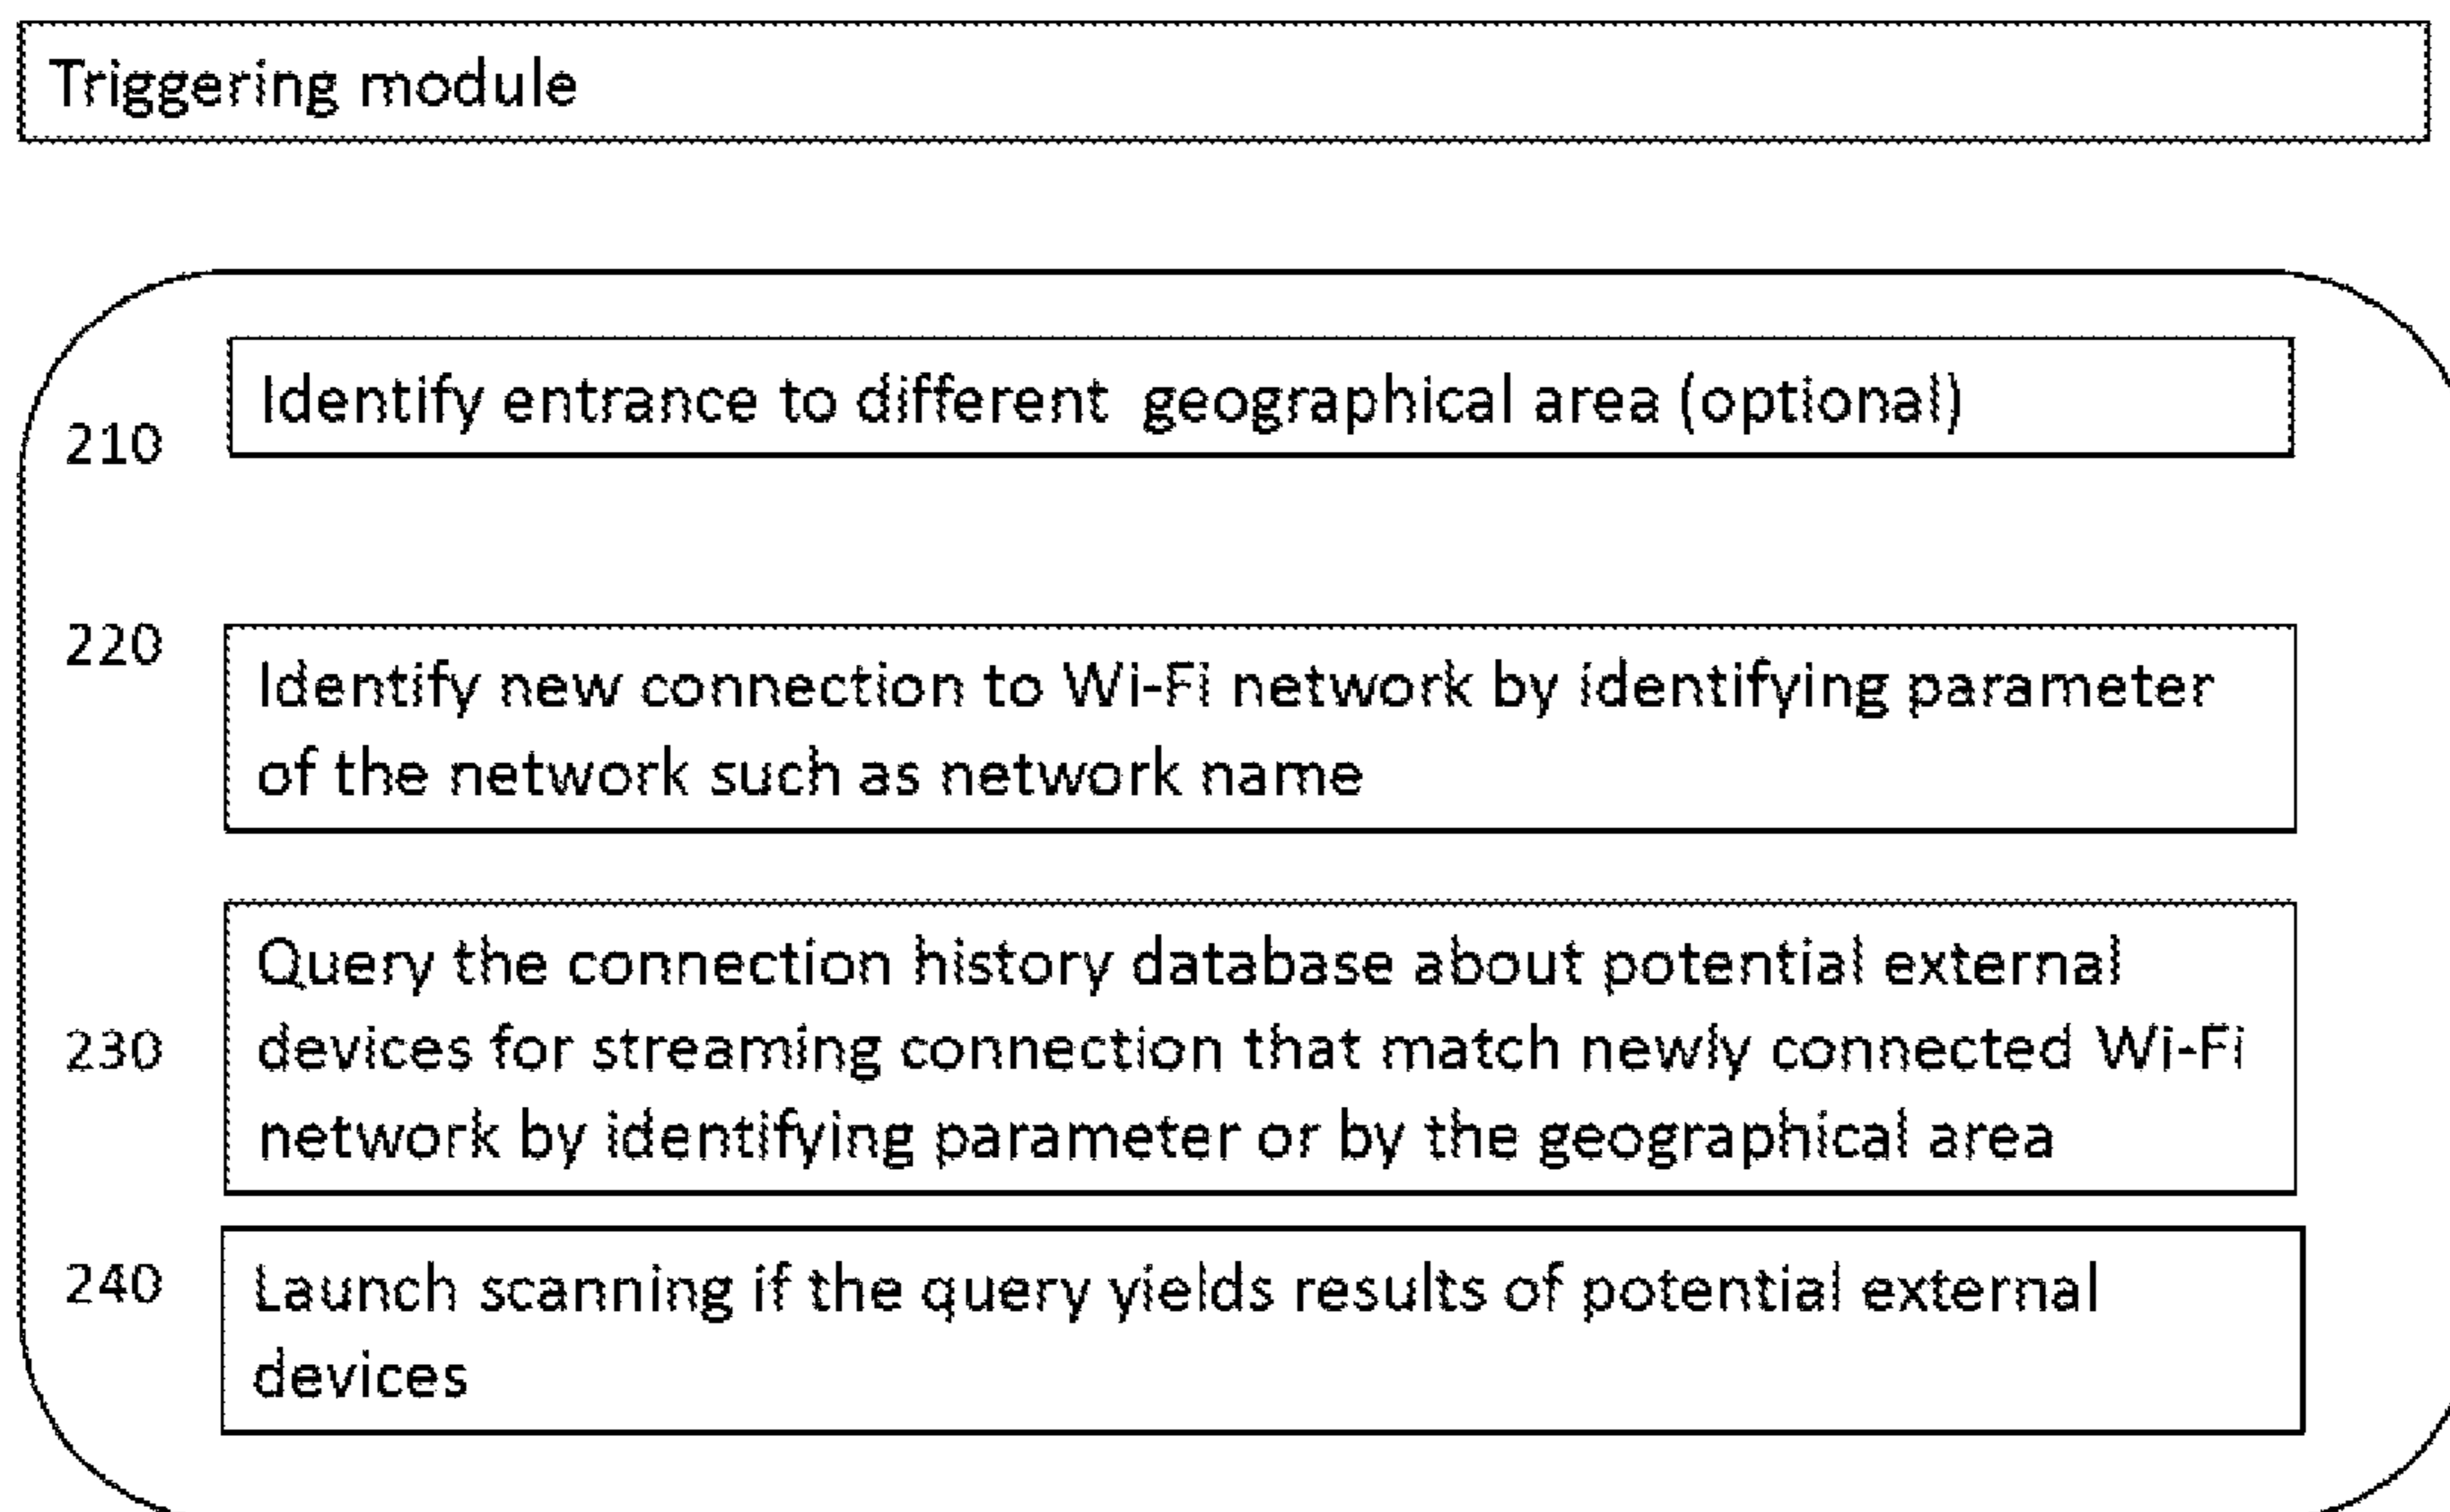 Triggering module
Identify entrance to different geographical area (optional)
210
220
Identify new connection to Wi-Fi network by identifying parameter
of the network such as network name
Query the connection history database about potential external
230
devices for streaming connection that match newly connected Wi-Fi
network by identifying parameter or by the geographical area
240
Launch scanning if the query yields results of potential external
devices